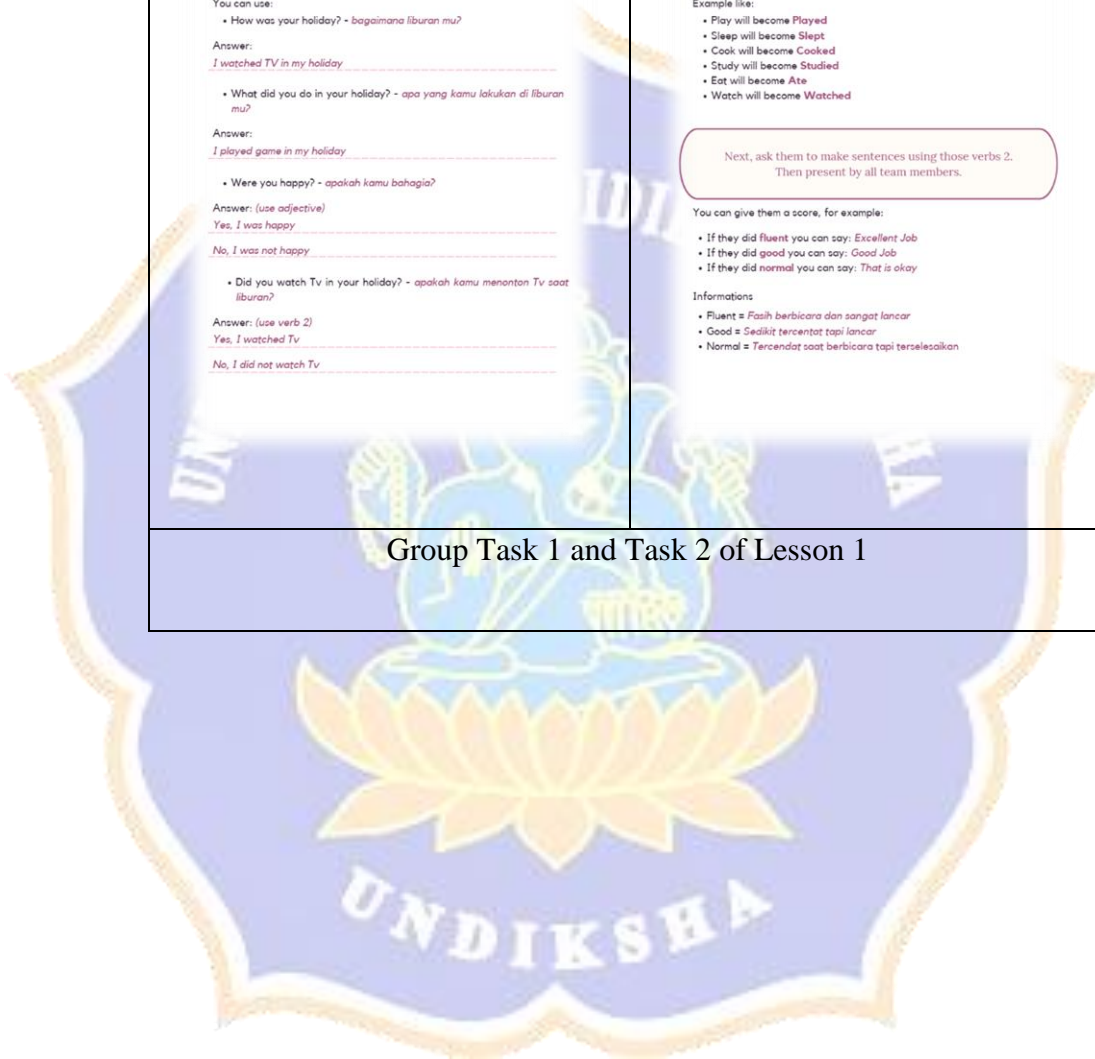 You can use:
• How was your holiday? - bagaimana liburan mu?
Answer:
I watched TV in my holiday
• What did you do in your holiday? - apa yang kamu lakukan di liburan
mu?
Answer:
I played game in my holiday
• Were you happy? - apakah kamu bahagia?
Answer: (use adjective)
Yes, I was happy
No, I was not happy
• Did you watch Tv in your holiday? - apakah kamu menonton Tv saat
liburan?
Answer: (use verb 2)
Yes, I watched Tv
No, I did not watch Tv
Example like:
• Play will become Played
• Sleep will become Slept
• Cook will become Cooked
• Study will become Studied
• Eat will become Ate
• Watch will become Watched
Next, ask them to make sentences using those verbs 2.
Then present by all team members.
You can give them a score, for example:
• If they did fluent you can say: Excellent Job
• If they did good you can say: Good Job
• If they did normal you can say: That is okay
Informations
• Fluent = Fasih berbicara dan sangat lancar
• Good = Sedikit tercentat tapi lancar
• Normal = Tercendat saat berbicara tapi terselesaikan
Group Task 1 and Task 2 of Lesson 1
UNDIKSHA